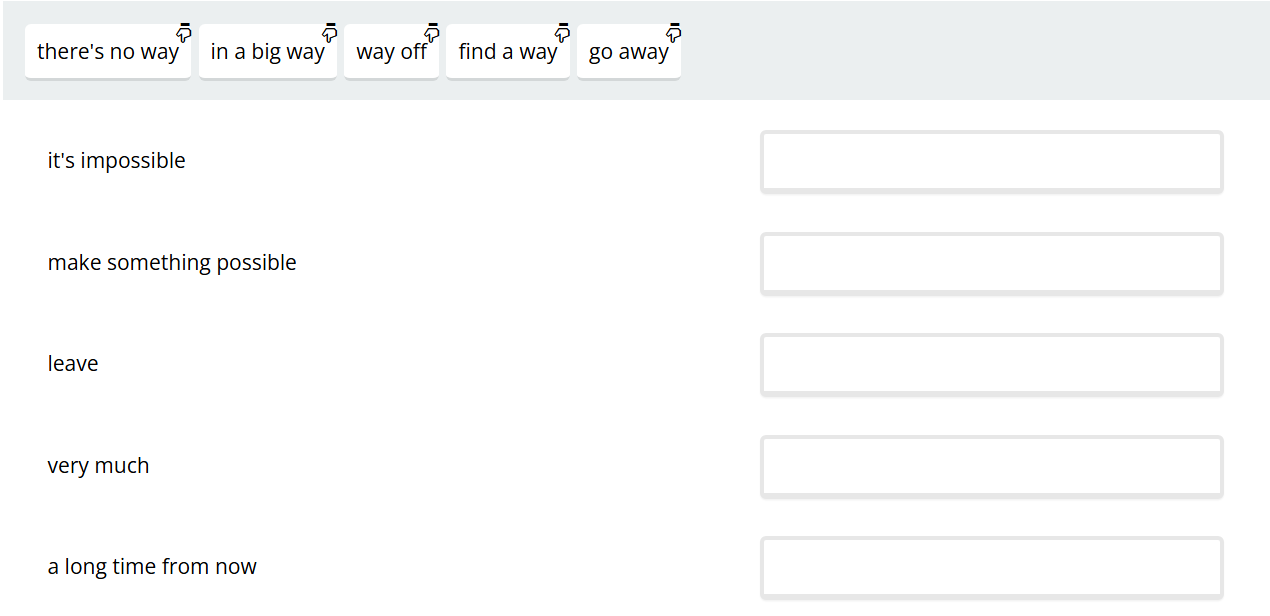 there's no way in a big way way off find a way go away
it's impossible
make something possible
leave
very much
a long time from now